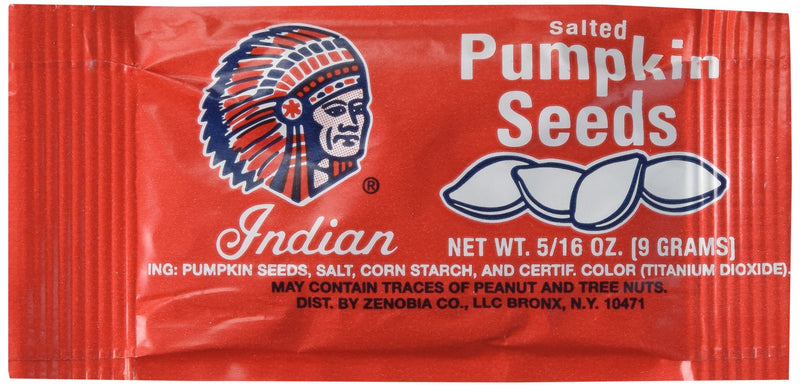 salted
Pumpkin
Seeds
®
Indian
NET WT. 5/16 OZ. (9 GRAMS)
ING: PUMPKIN SEEDS, SALT, CORN STARCH, AND CERTIF. COLOR (TITANIUM DIOXIDE).
MAY CONTAIN TRACES OF PEANUT AND TREE NUTS.
DIST. BY ZENOBIA CO., LLC BRONX, N.Y. 10471